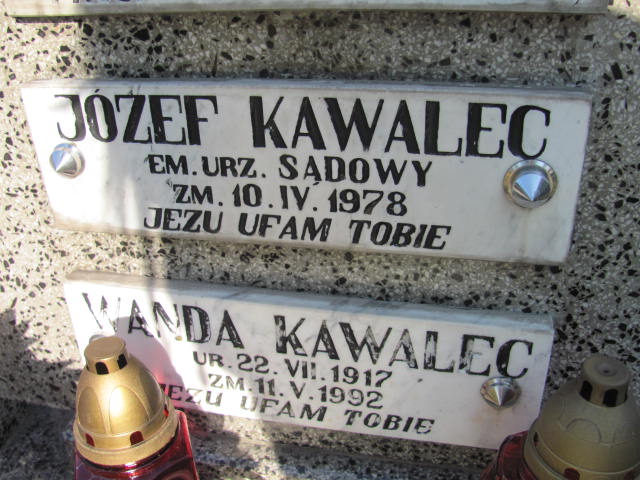 JÓZEF KAWALEC
EM. URZ. SĄDOWY
ZM. 10. IV. 1978
JEZU UFAM TOBIE
WANDA KAWALEC
UR. 22. VII. 1917
ZM. 11. V. 1992
JEZU UFAM TOBIE